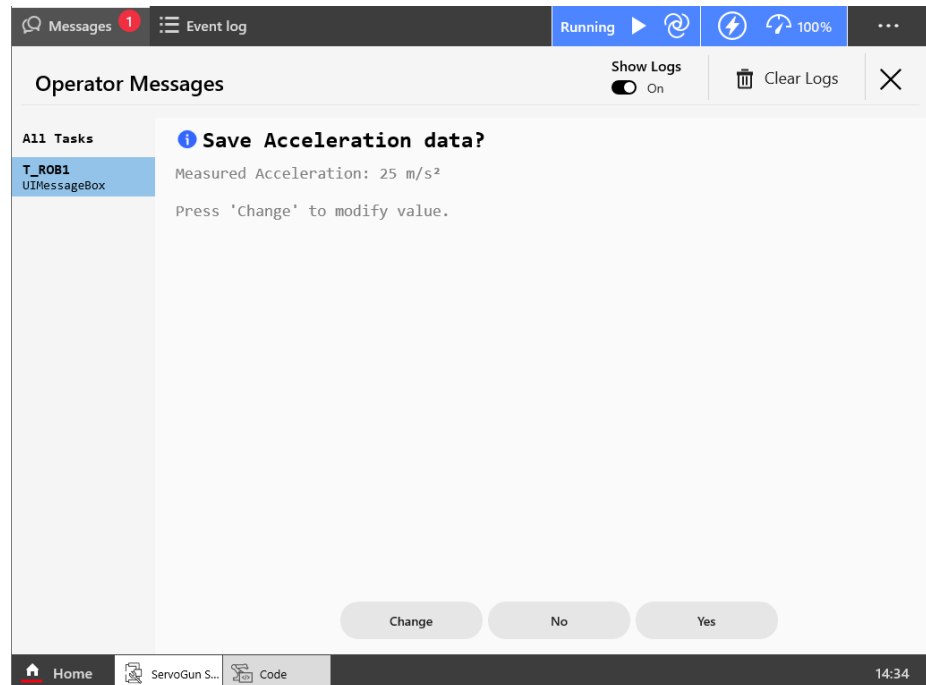 Messages 1 Event log Running 100% ...
Operator Messages
Show Logs
On
Clear Logs
All Tasks
T_ROB1
UIMessageBox
Save Acceleration data?
Measured Acceleration: 25 m/s²
Press 'Change' to modify value.
Change No Yes
Home ServoGun S... Code 14:34